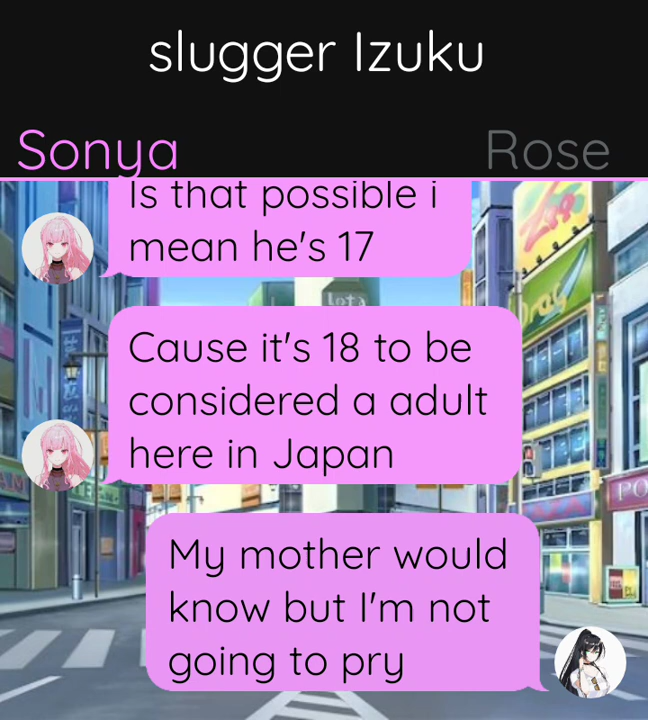 slugger Izuku
Sonya
Rose
Is that possible i
mean he's 17
Cause it's 18 to be
considered a adult
here in Japan
My mother would
know but I'm not
going to pry